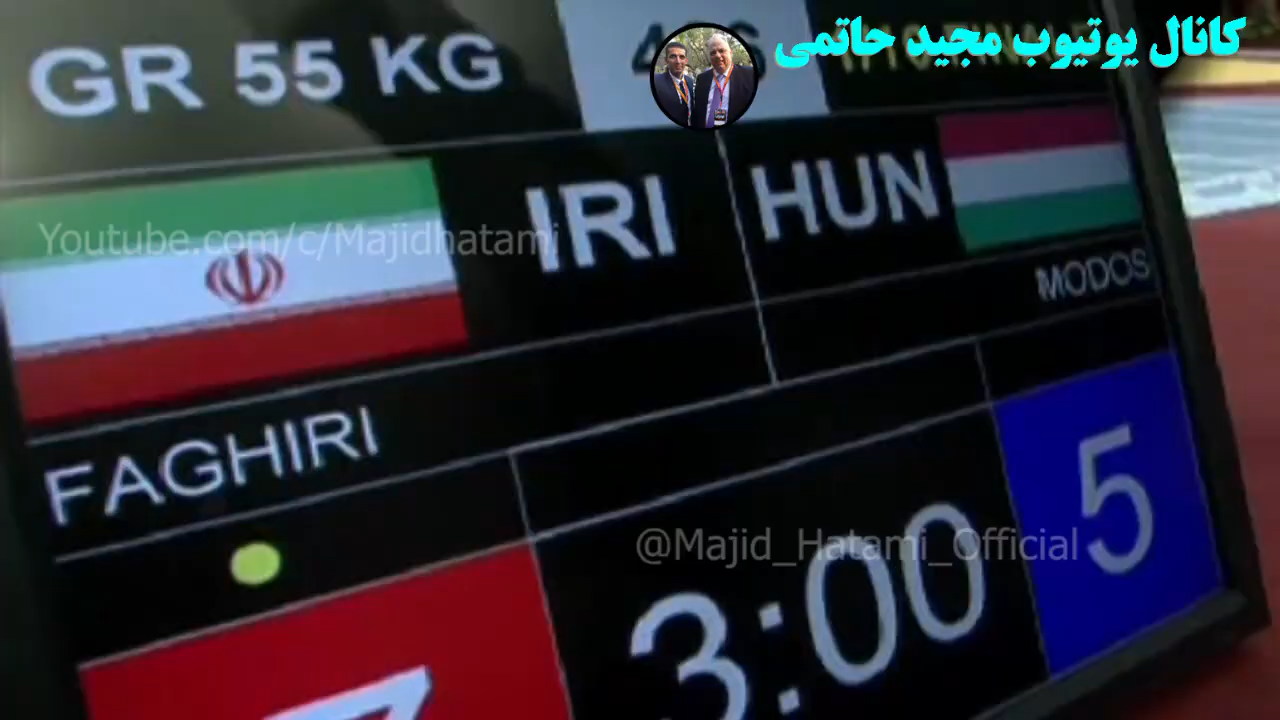 کانال یوتیوب مجید حاتمی
GR 55 KG
IRI
HUN
Youtube.com/c/Majidhatami
MODOS
FAGHIRI
5
@Majid_Hatami_Official
3:00